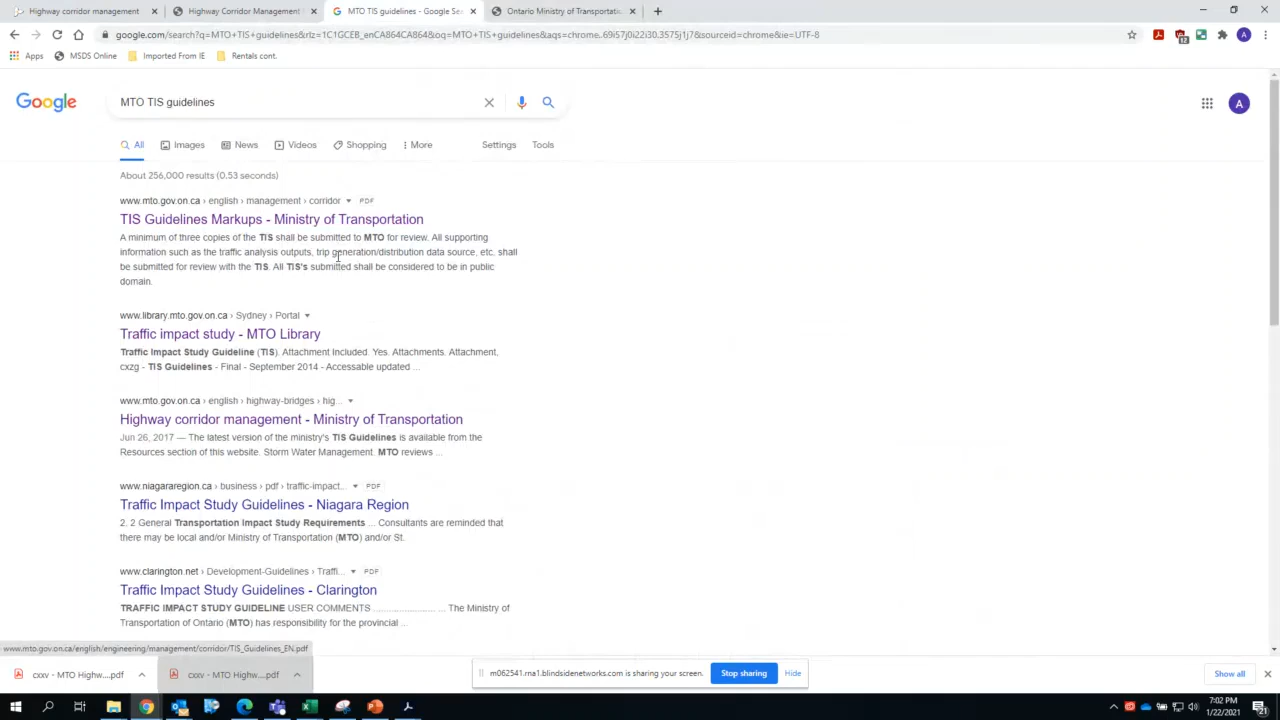 Highway corridor management
Highway Corridor Management
MTO TIS guidelines - Google Se
Ontario Ministry of Transportatio
google.com/search?q=MTO+TIS+guidelines&rlz=1C1GCEB_enCA864CA864&oq=MTO+TIS+guidelines&aqs=chrome..69i57j0i22i30.3575j1j7&sourceid=chrome&ie=UTF-8
12
A
Apps
MSDS Online
Imported From IE
Rentals cont.
Google
MTO TIS guidelines
A
All
Images
News
Videos
Shopping
More
Settings
Tools
About 256,000 results (0.53 seconds)
www.mto.gov.on.ca › english › management › corridor PDF
TIS Guidelines Markups - Ministry of Transportation
A minimum of three copies of the TIS shall be submitted to MTO for review. All supporting
information such as the traffic analysis outputs, trip generation/distribution data source, etc. shall
be submitted for review with the TIS. All TIS's submitted shall be considered to be in public
domain.
www.library.mto.gov.on.ca › Sydney › Portal
Traffic impact study - MTO Library
Traffic Impact Study Guideline (TIS). Attachment Included. Yes. Attachments. Attachment,
cxzg - TIS Guidelines - Final - September 2014 - Accessable updated ...
www.mto.gov.on.ca › english › highway-bridges › hig...
Highway corridor management - Ministry of Transportation
Jun 26, 2017 — The latest version of the ministry's TIS Guidelines is available from the
Resources section of this website. Storm Water Management. MTO reviews ...
www.niagararegion.ca › business › pdf › traffic-impact... PDF
Traffic Impact Study Guidelines - Niagara Region
2. 2 General Transportation Impact Study Requirements ... Consultants are reminded that
there may be local and/or Ministry of Transportation (MTO) and/or St.
www.clarington.net › Development-Guidelines › Traffi... PDF
Traffic Impact Study Guidelines - Clarington
TRAFFIC IMPACT STUDY GUIDELINE USER COMMENTS ..................... ... The Ministry of
Transportation of Ontario (MTO) has responsibility for the provincial ...
www.mto.gov.on.ca/english/engineering/management/corridor/TIS_Guidelines_EN.pdf
cxxv - MTO Highw....pdf
cxxv - MTO Highw....pdf
m062541.rna1.blindsidenetworks.com is sharing your screen.
Stop sharing
Hide
Show all
7:02 PM
1/22/2021
21